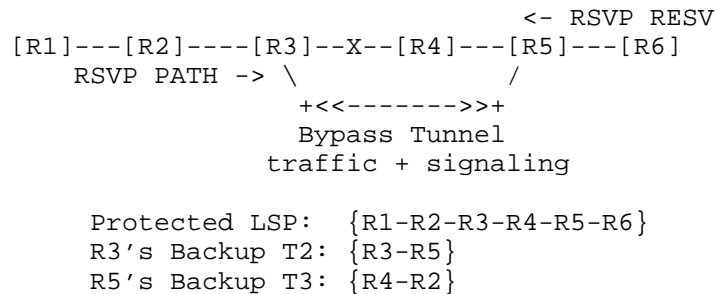 <- RSVP RESV
[R1]---[R2]----[R3]--X--[R4]---[R5]---[R6]
RSVP PATH -> \ /
+<<------->>+
Bypass Tunnel
traffic + signaling
Protected LSP: {R1-R2-R3-R4-R5-R6}
R3's Backup T2: {R3-R5}
R5's Backup T3: {R4-R2}